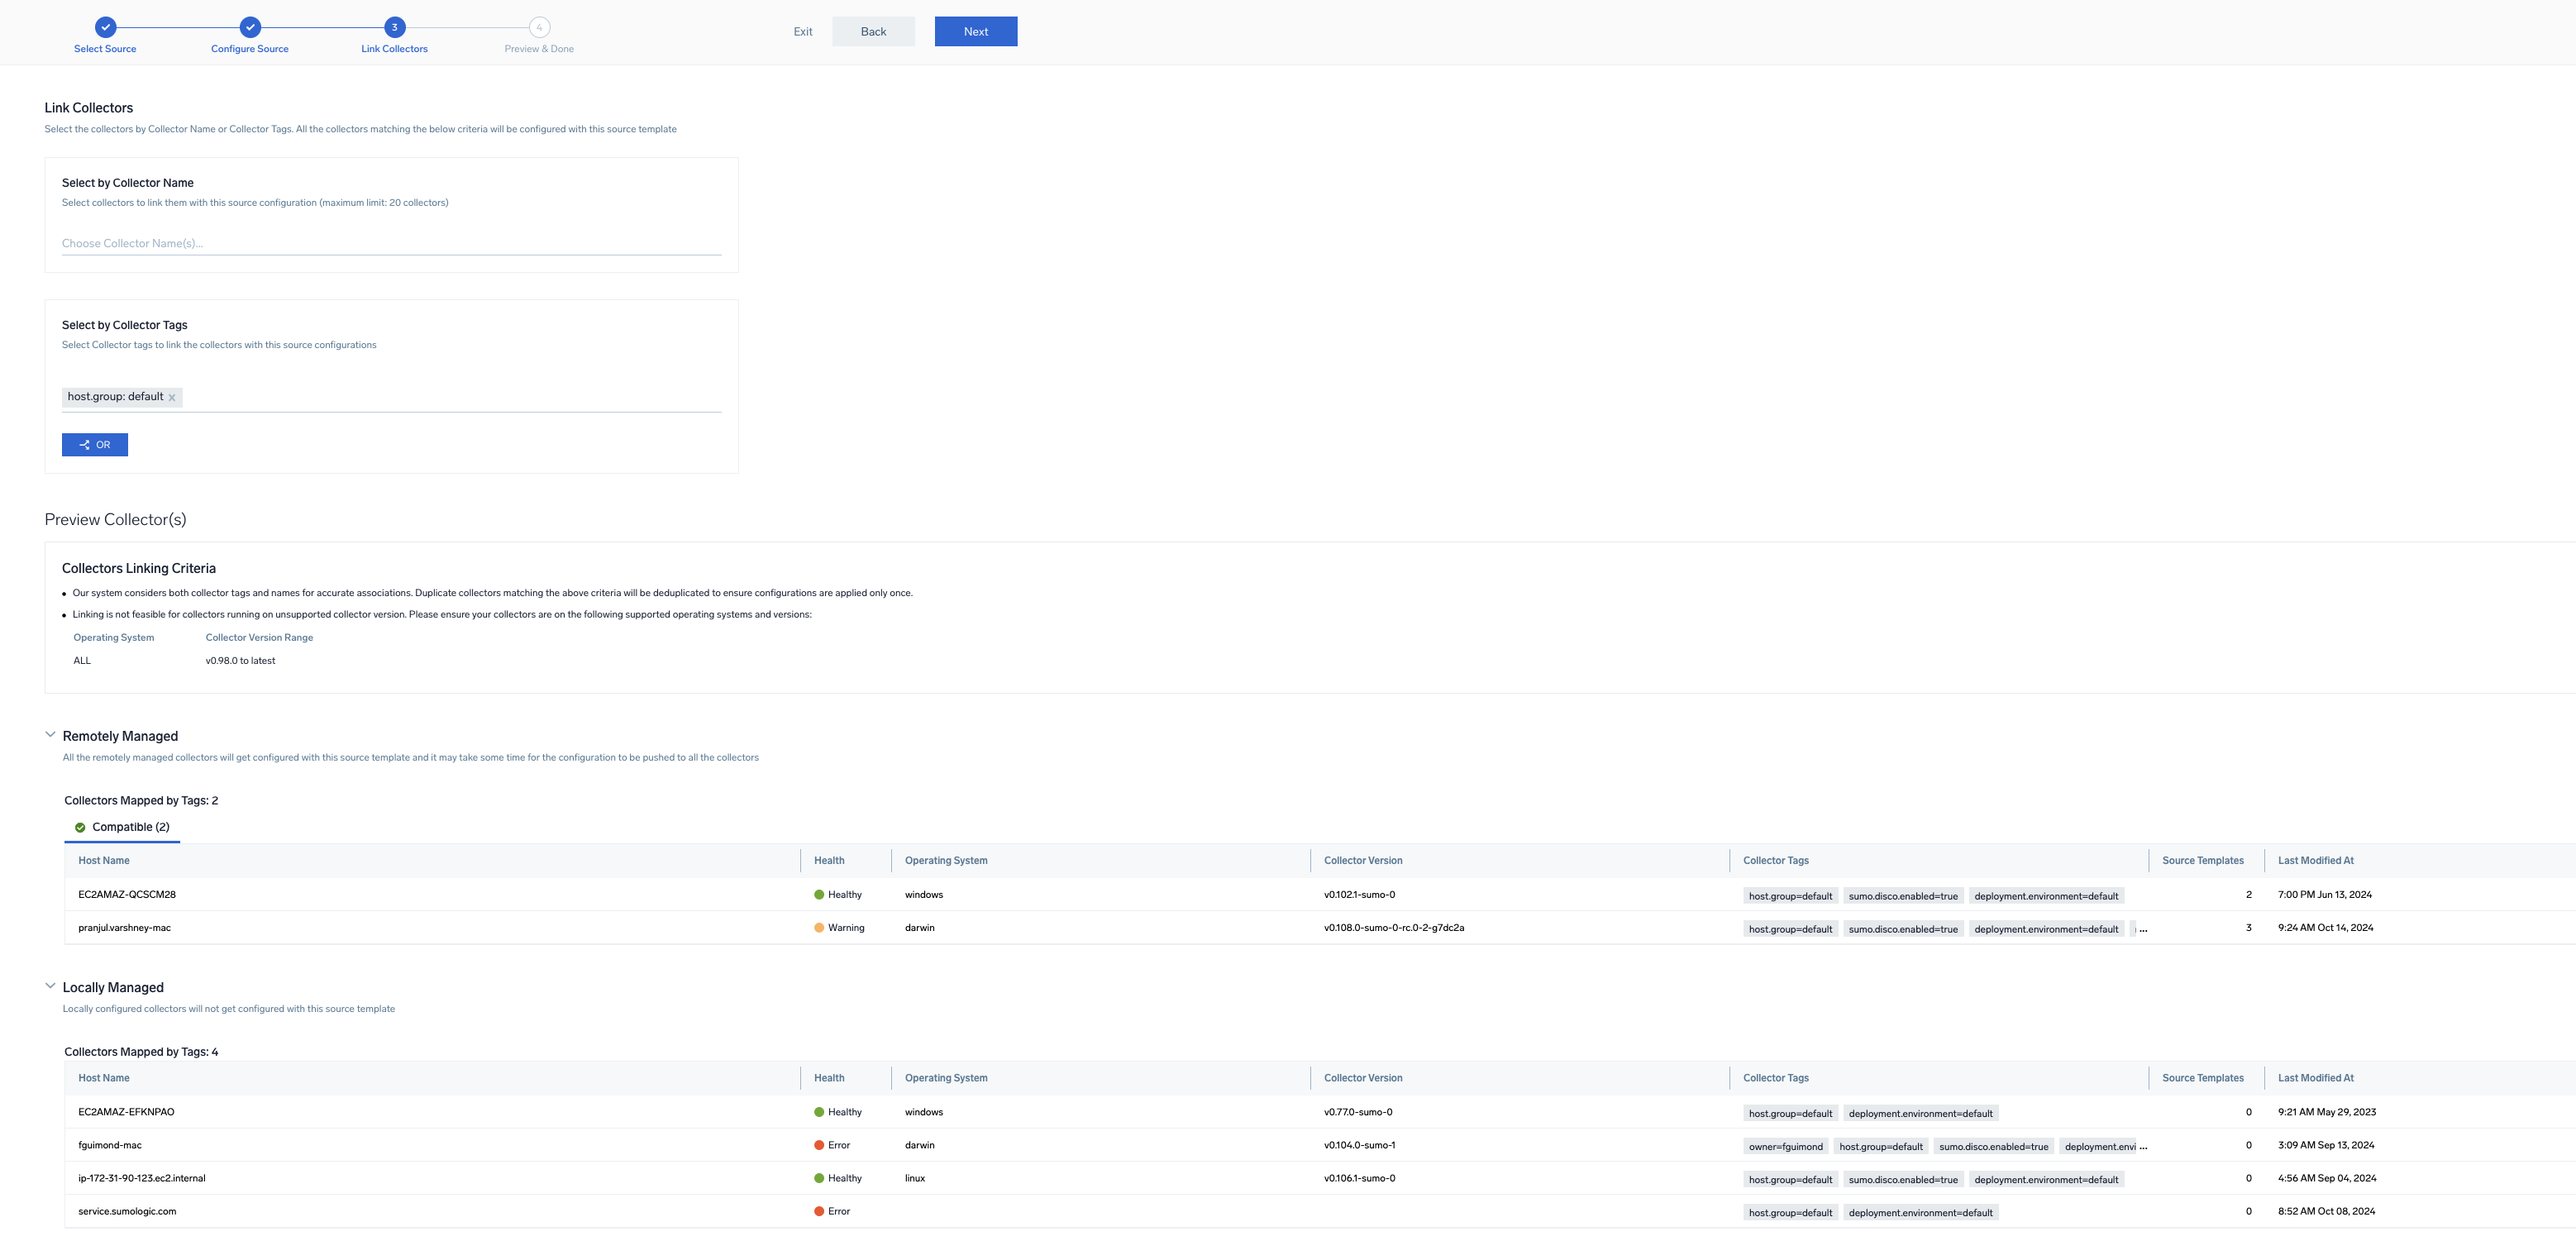 3
4
Select Source
Configure Source
Link Collectors
Preview & Done
Exit
Back
Next
Link Collectors
Select the collectors by Collector Name or Collector Tags. All the collectors matching the below criteria will be configured with this source template
Select by Collector Name
Select collectors to link them with this source configuration (maximum limit: 20 collectors)
Choose Collector Name(s)...
Select by Collector Tags
Select Collector tags to link the collectors with this source configurations
host.group: default x
OR
Preview Collector(s)
Collectors Linking Criteria
• Our system considers both collector tags and names for accurate associations. Duplicate collectors matching the above criteria will be deduplicated to ensure configurations are applied only once.
• Linking is not feasible for collectors running on unsupported collector version. Please ensure your collectors are on the following supported operating systems and versions:
Operating System Collector Version Range
ALL v0.98.0 to latest
Remotely Managed
All the remotely managed collectors will get configured with this source template and it may take some time for the configuration to be pushed to all the collectors
Collectors Mapped by Tags: 2
Compatible (2)
Host Name Health Operating System Collector Version Collector Tags Source Templates Last Modified At
EC2AMAZ-QCSCM28 Healthy windows v0.102.1-sumo-0 host.group=default sumo.disco.enabled=true deployment.environment=default 2 7:00 PM Jun 13, 2024
pranjul.varshney-mac Warning darwin v0.108.0-sumo-0-rc.0-2-g7dc2a host.group=default sumo.disco.enabled=true deployment.environment=default ... 3 9:24 AM Oct 14, 2024
Locally Managed
Locally configured collectors will not get configured with this source template
Collectors Mapped by Tags: 4
Host Name Health Operating System Collector Version Collector Tags Source Templates Last Modified At
EC2AMAZ-EFKNPAO Healthy windows v0.77.0-sumo-0 host.group=default deployment.environment=default 0 9:21 AM May 29, 2023
fguimond-mac Error darwin v0.104.0-sumo-1 owner=fguimond host.group=default sumo.disco.enabled=true deployment.envi ... 0 3:09 AM Sep 13, 2024
ip-172-31-90-123.ec2.internal Healthy linux v0.106.1-sumo-0 host.group=default sumo.disco.enabled=true deployment.environment=default 0 4:56 AM Sep 04, 2024
service.sumologic.com Error host.group=default deployment.environment=default 0 8:52 AM Oct 08, 2024